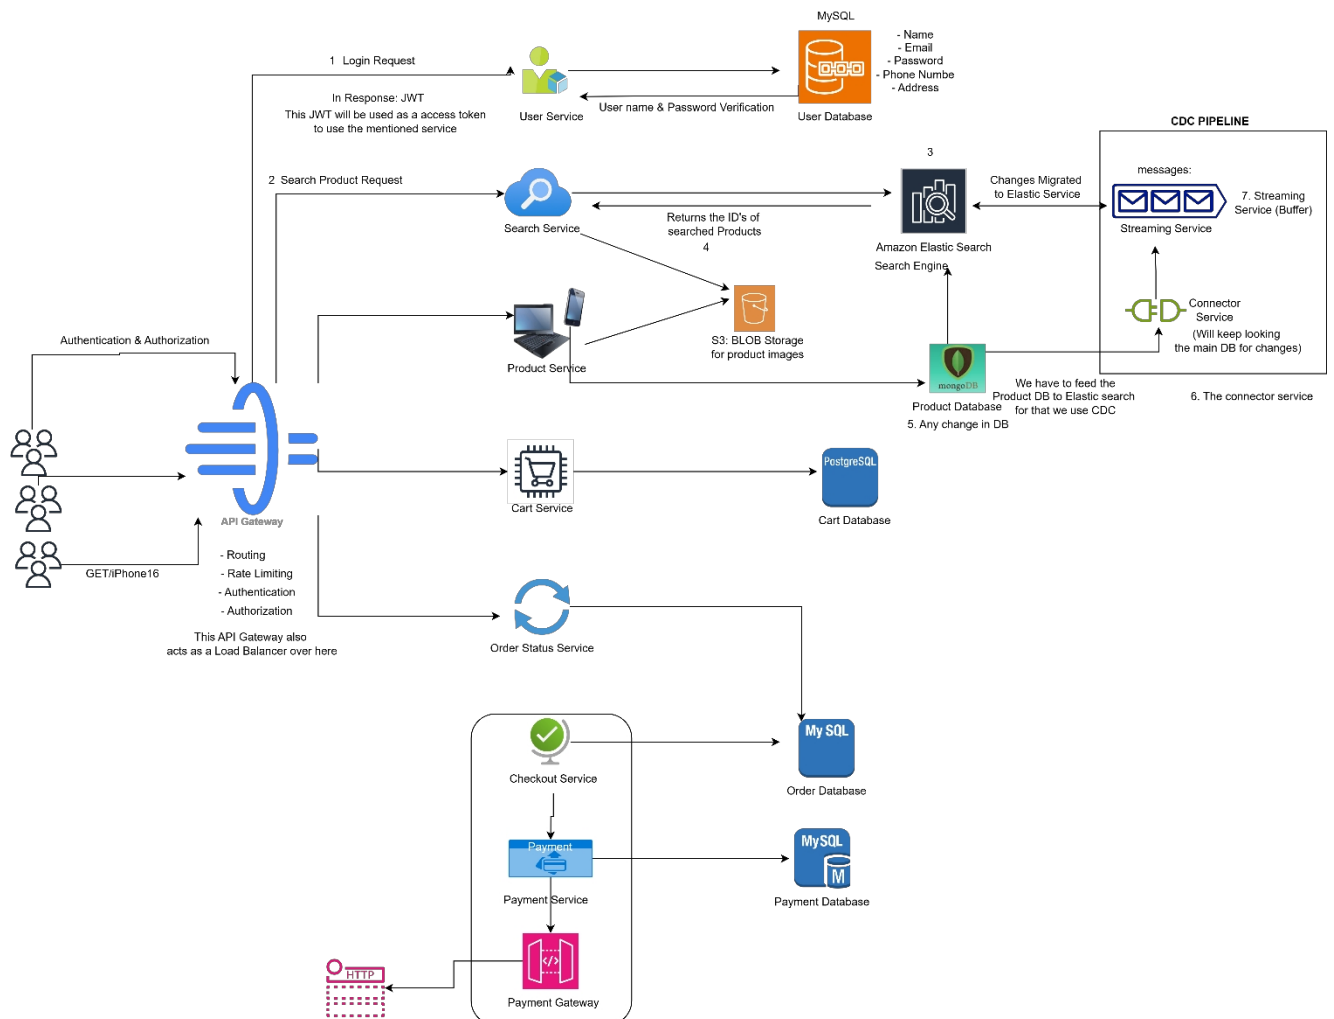 MySQL
- Name
- Email
- Password
- Phone Numbe
- Address
User Database
1 Login Request
In Response: JWT
This JWT will be used as a access token
to use the mentioned service
User Service
User name & Password Verification
CDC PIPELINE
2 Search Product Request
Search Service
Returns the ID's of
searched Products
4
3
Amazon Elastic Search
Search Engine
Changes Migrated
to Elastic Service
messages:
Streaming Service
7. Streaming
Service (Buffer)
Connector
Service
(Will keep looking
the main DB for changes)
6. The connector service
S3: BLOB Storage
for product images
Product Service
mongoDB
Product Database
5. Any change in DB
We have to feed the
Product DB to Elastic search
for that we use CDC
Authentication & Authorization
GET/iPhone16
API Gateway
- Routing
- Rate Limiting
- Authentication
- Authorization
This API Gateway also
acts as a Load Balancer over here
Cart Service
PostgreSQL
Cart Database
Order Status Service
Checkout Service
My SQL
Order Database
Payment
Payment Service
MySQL
M
Payment Database
</>
Payment Gateway
HTTP